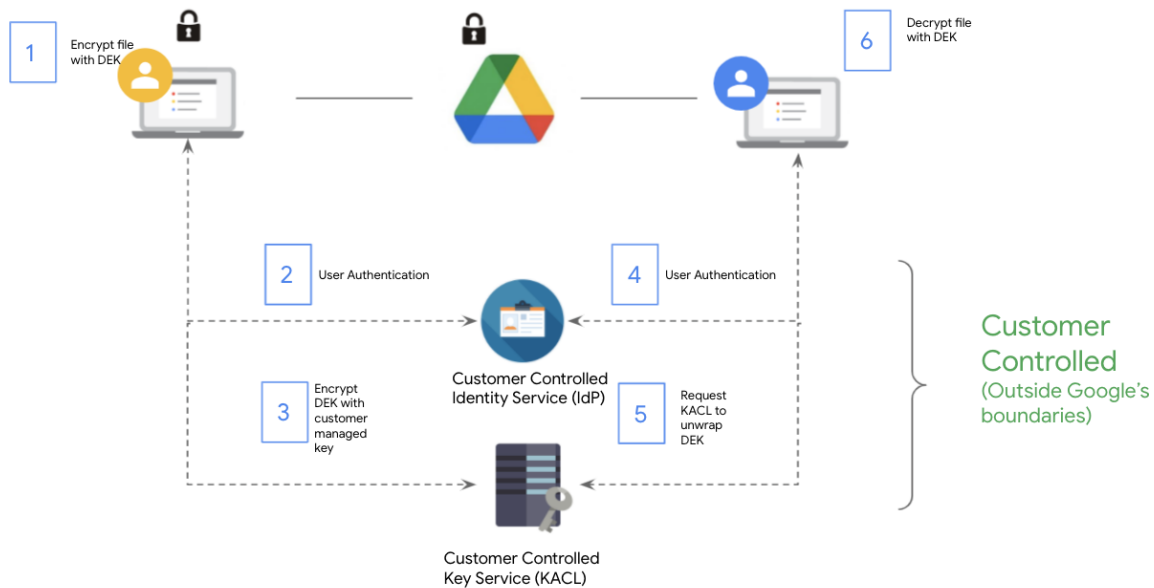 1
Encrypt file
with DEK
6
Decrypt file
with DEK
2
User Authentication
4
User Authentication
Customer Controlled
Identity Service (IdP)
3
Encrypt
DEK with
customer
managed
key
5
Request
KACL to
unwrap
DEK
Customer Controlled
Key Service (KACL)
Customer
Controlled
(Outside Google's
boundaries)